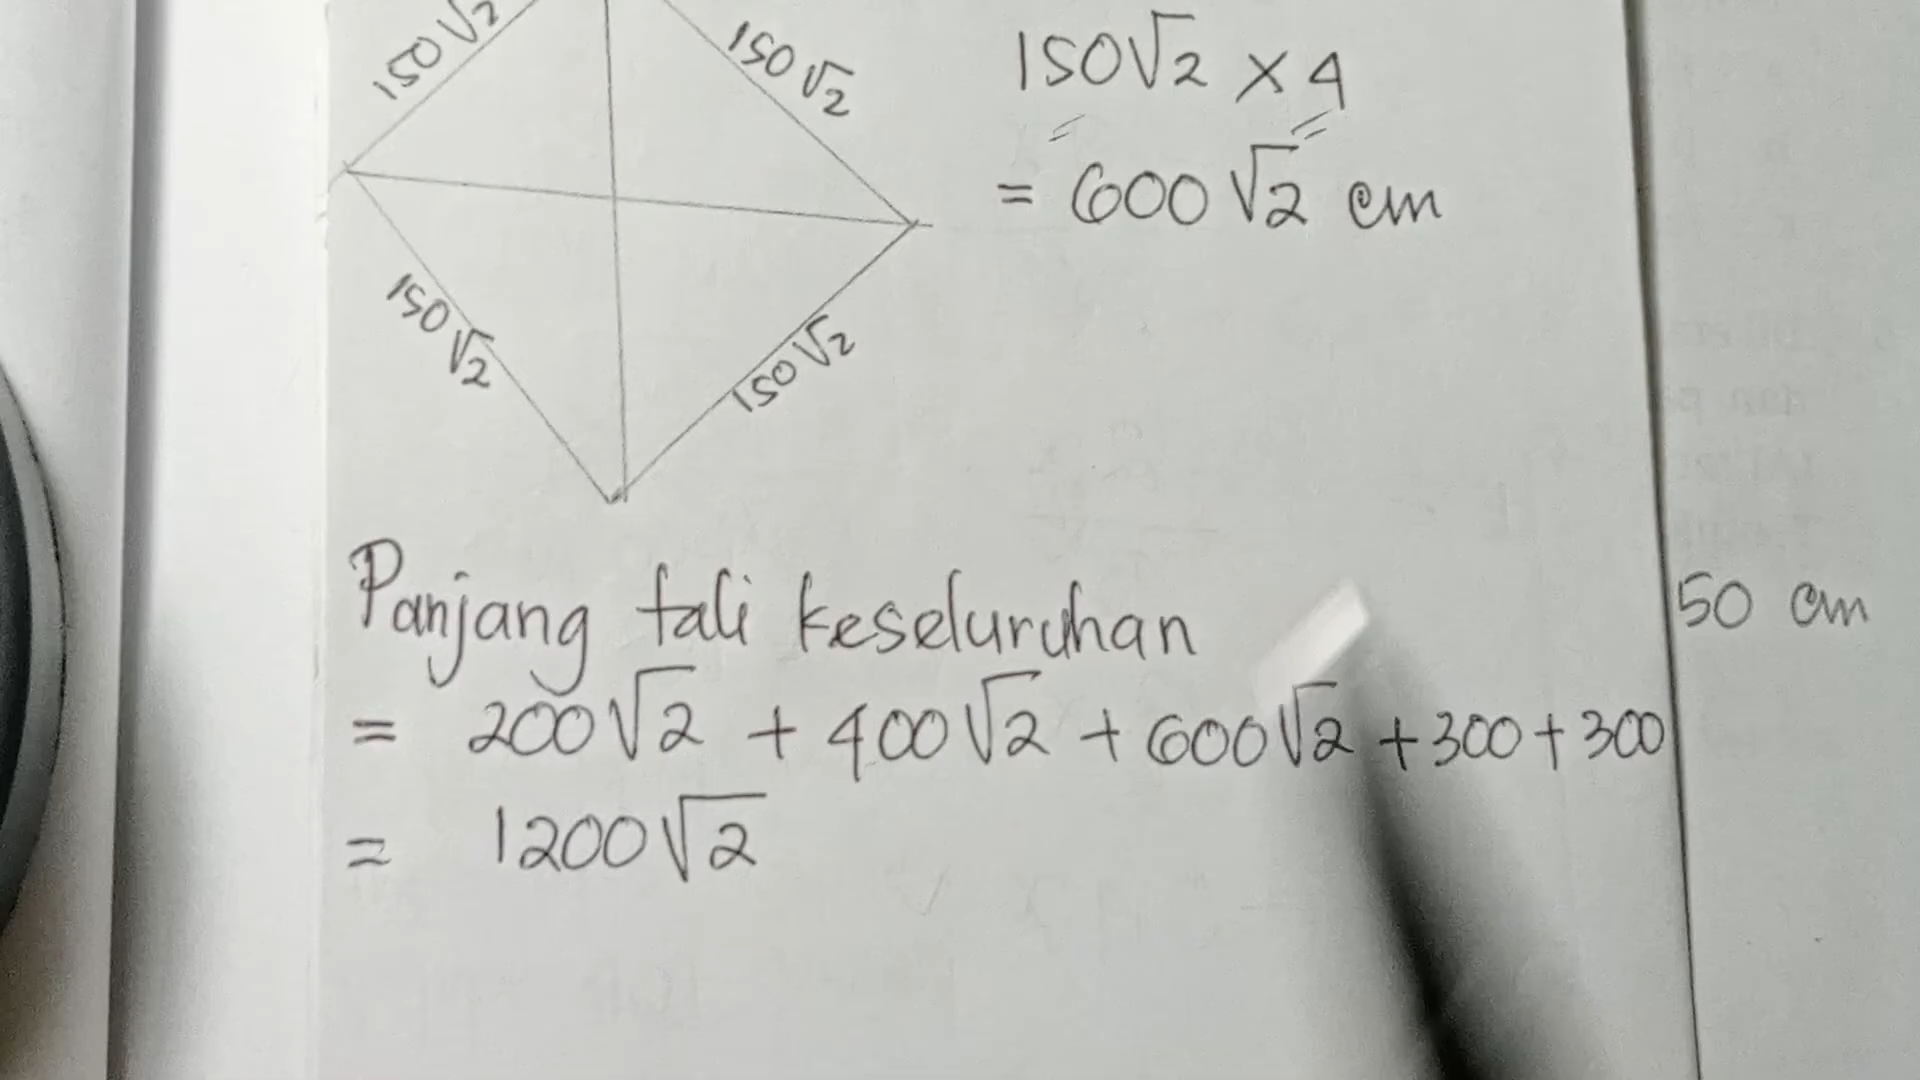 150√2
150√2
150√2 × 4
= 600√2 cm
150√2
150√2
Panjang tali keseluruhan
50 cm
= 200√2 + 400√2 + 600√2 + 300 + 300
= 1200√2